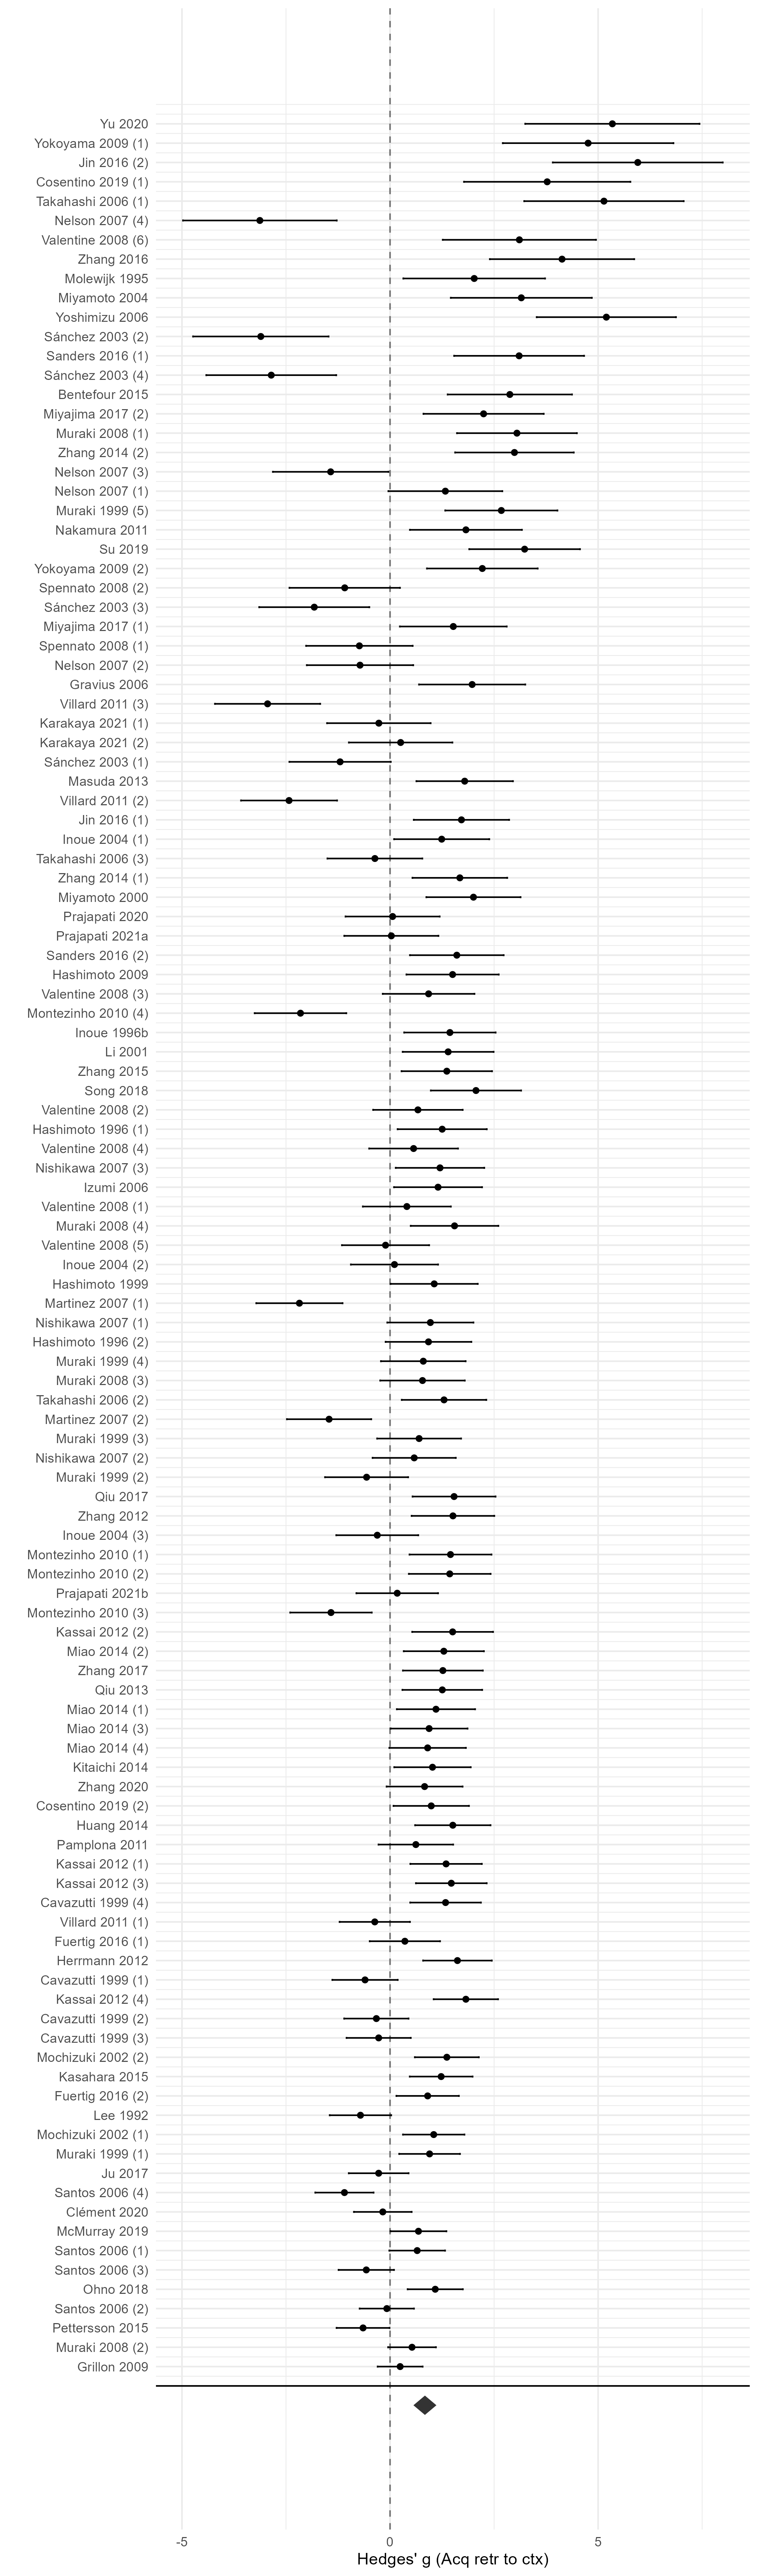 Yu 2020
Yokoyama 2009 (1)
Jin 2016 (2)
Cosentino 2019 (1)
Takahashi 2006 (1)
Nelson 2007 (4)
Valentine 2008 (6)
Zhang 2016
Molewijk 1995
Miyamoto 2004
Yoshimizu 2006
Sánchez 2003 (2)
Sanders 2016 (1)
Sánchez 2003 (4)
Bentefour 2015
Miyajima 2017 (2)
Muraki 2008 (1)
Zhang 2014 (2)
Nelson 2007 (3)
Nelson 2007 (1)
Muraki 1999 (5)
Nakamura 2011
Su 2019
Yokoyama 2009 (2)
Spennato 2008 (2)
Sánchez 2003 (3)
Miyajima 2017 (1)
Spennato 2008 (1)
Nelson 2007 (2)
Gravius 2006
Villard 2011 (3)
Karakaya 2021 (1)
Karakaya 2021 (2)
Sánchez 2003 (1)
Masuda 2013
Villard 2011 (2)
Jin 2016 (1)
Inoue 2004 (1)
Takahashi 2006 (3)
Zhang 2014 (1)
Miyamoto 2000
Prajapati 2020
Prajapati 2021a
Sanders 2016 (2)
Hashimoto 2009
Valentine 2008 (3)
Montezinho 2010 (4)
Inoue 1996b
Li 2001
Zhang 2015
Song 2018
Valentine 2008 (2)
Hashimoto 1996 (1)
Valentine 2008 (4)
Nishikawa 2007 (3)
Izumi 2006
Valentine 2008 (1)
Muraki 2008 (4)
Valentine 2008 (5)
Inoue 2004 (2)
Hashimoto 1999
Martinez 2007 (1)
Nishikawa 2007 (1)
Hashimoto 1996 (2)
Muraki 1999 (4)
Muraki 2008 (3)
Takahashi 2006 (2)
Martinez 2007 (2)
Muraki 1999 (3)
Nishikawa 2007 (2)
Muraki 1999 (2)
Qiu 2017
Zhang 2012
Inoue 2004 (3)
Montezinho 2010 (1)
Montezinho 2010 (2)
Prajapati 2021b
Montezinho 2010 (3)
Kassai 2012 (2)
Miao 2014 (2)
Zhang 2017
Qiu 2013
Miao 2014 (1)
Miao 2014 (3)
Miao 2014 (4)
Kitaichi 2014
Zhang 2020
Cosentino 2019 (2)
Huang 2014
Pamplona 2011
Kassai 2012 (1)
Kassai 2012 (3)
Cavazutti 1999 (4)
Villard 2011 (1)
Fuertig 2016 (1)
Herrmann 2012
Cavazutti 1999 (1)
Kassai 2012 (4)
Cavazutti 1999 (2)
Cavazutti 1999 (3)
Mochizuki 2002 (2)
Kasahara 2015
Fuertig 2016 (2)
Lee 1992
Mochizuki 2002 (1)
Muraki 1999 (1)
Ju 2017
Santos 2006 (4)
Clément 2020
McMurray 2019
Santos 2006 (1)
Santos 2006 (3)
Ohno 2018
Santos 2006 (2)
Pettersson 2015
Muraki 2008 (2)
Grillon 2009
-5 0 5
Hedges' g (Acq retr to ctx)